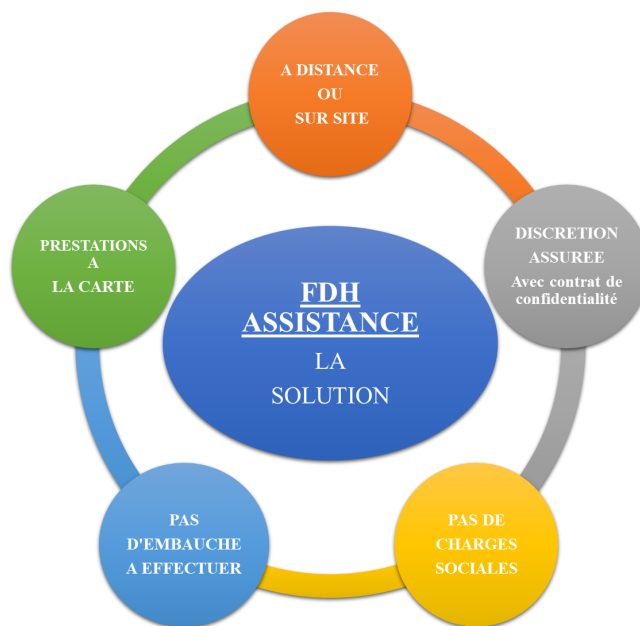 A DISTANCE
OU
SUR SITE
DISCRETION
ASSUREE
Avec contrat de
confidentialité
PAS DE
CHARGES
SOCIALES
PAS
D'EMBAUCHE
A EFFECTUER
PRESTATIONS
A
LA CARTE
FDH
ASSISTANCE
LA
SOLUTION